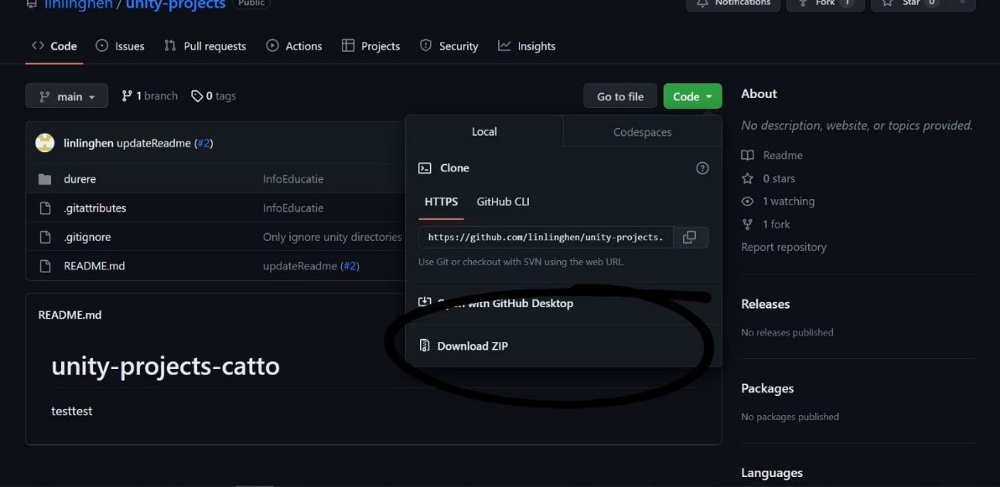 linlinghen / unity-projects Public
Notifications Fork 1 Star 0
Code Issues Pull requests Actions Projects Security Insights
main 1 branch 0 tags Go to file Code
linlinghen updateReadme (#2)
durere InfoEducatie
.gitattributes InfoEducatie
.gitignore Only ignore unity directories
README.md updateReadme (#2)
Local Codespaces
Clone
HTTPS GitHub CLI
https://github.com/linlinghen/unity-projects.
Use Git or checkout with SVN using the web URL.
Open with GitHub Desktop
Download ZIP
README.md
unity-projects-catto
testtest
About
No description, website, or topics provided.
Readme
0 stars
1 watching
1 fork
Report repository
Releases
No releases published
Packages
No packages published
Languages